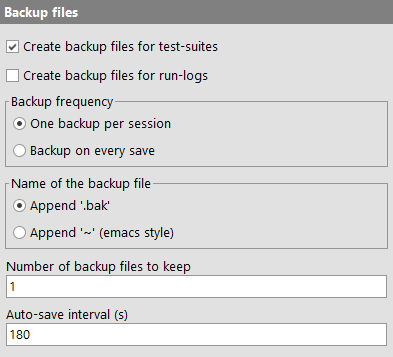 Backup files
Create backup files for test-suites
Create backup files for run-logs
Backup frequency
One backup per session
Backup on every save
Name of the backup file
Append '.bak'
Append '~' (emacs style)
Number of backup files to keep
1
Auto-save interval (s)
180